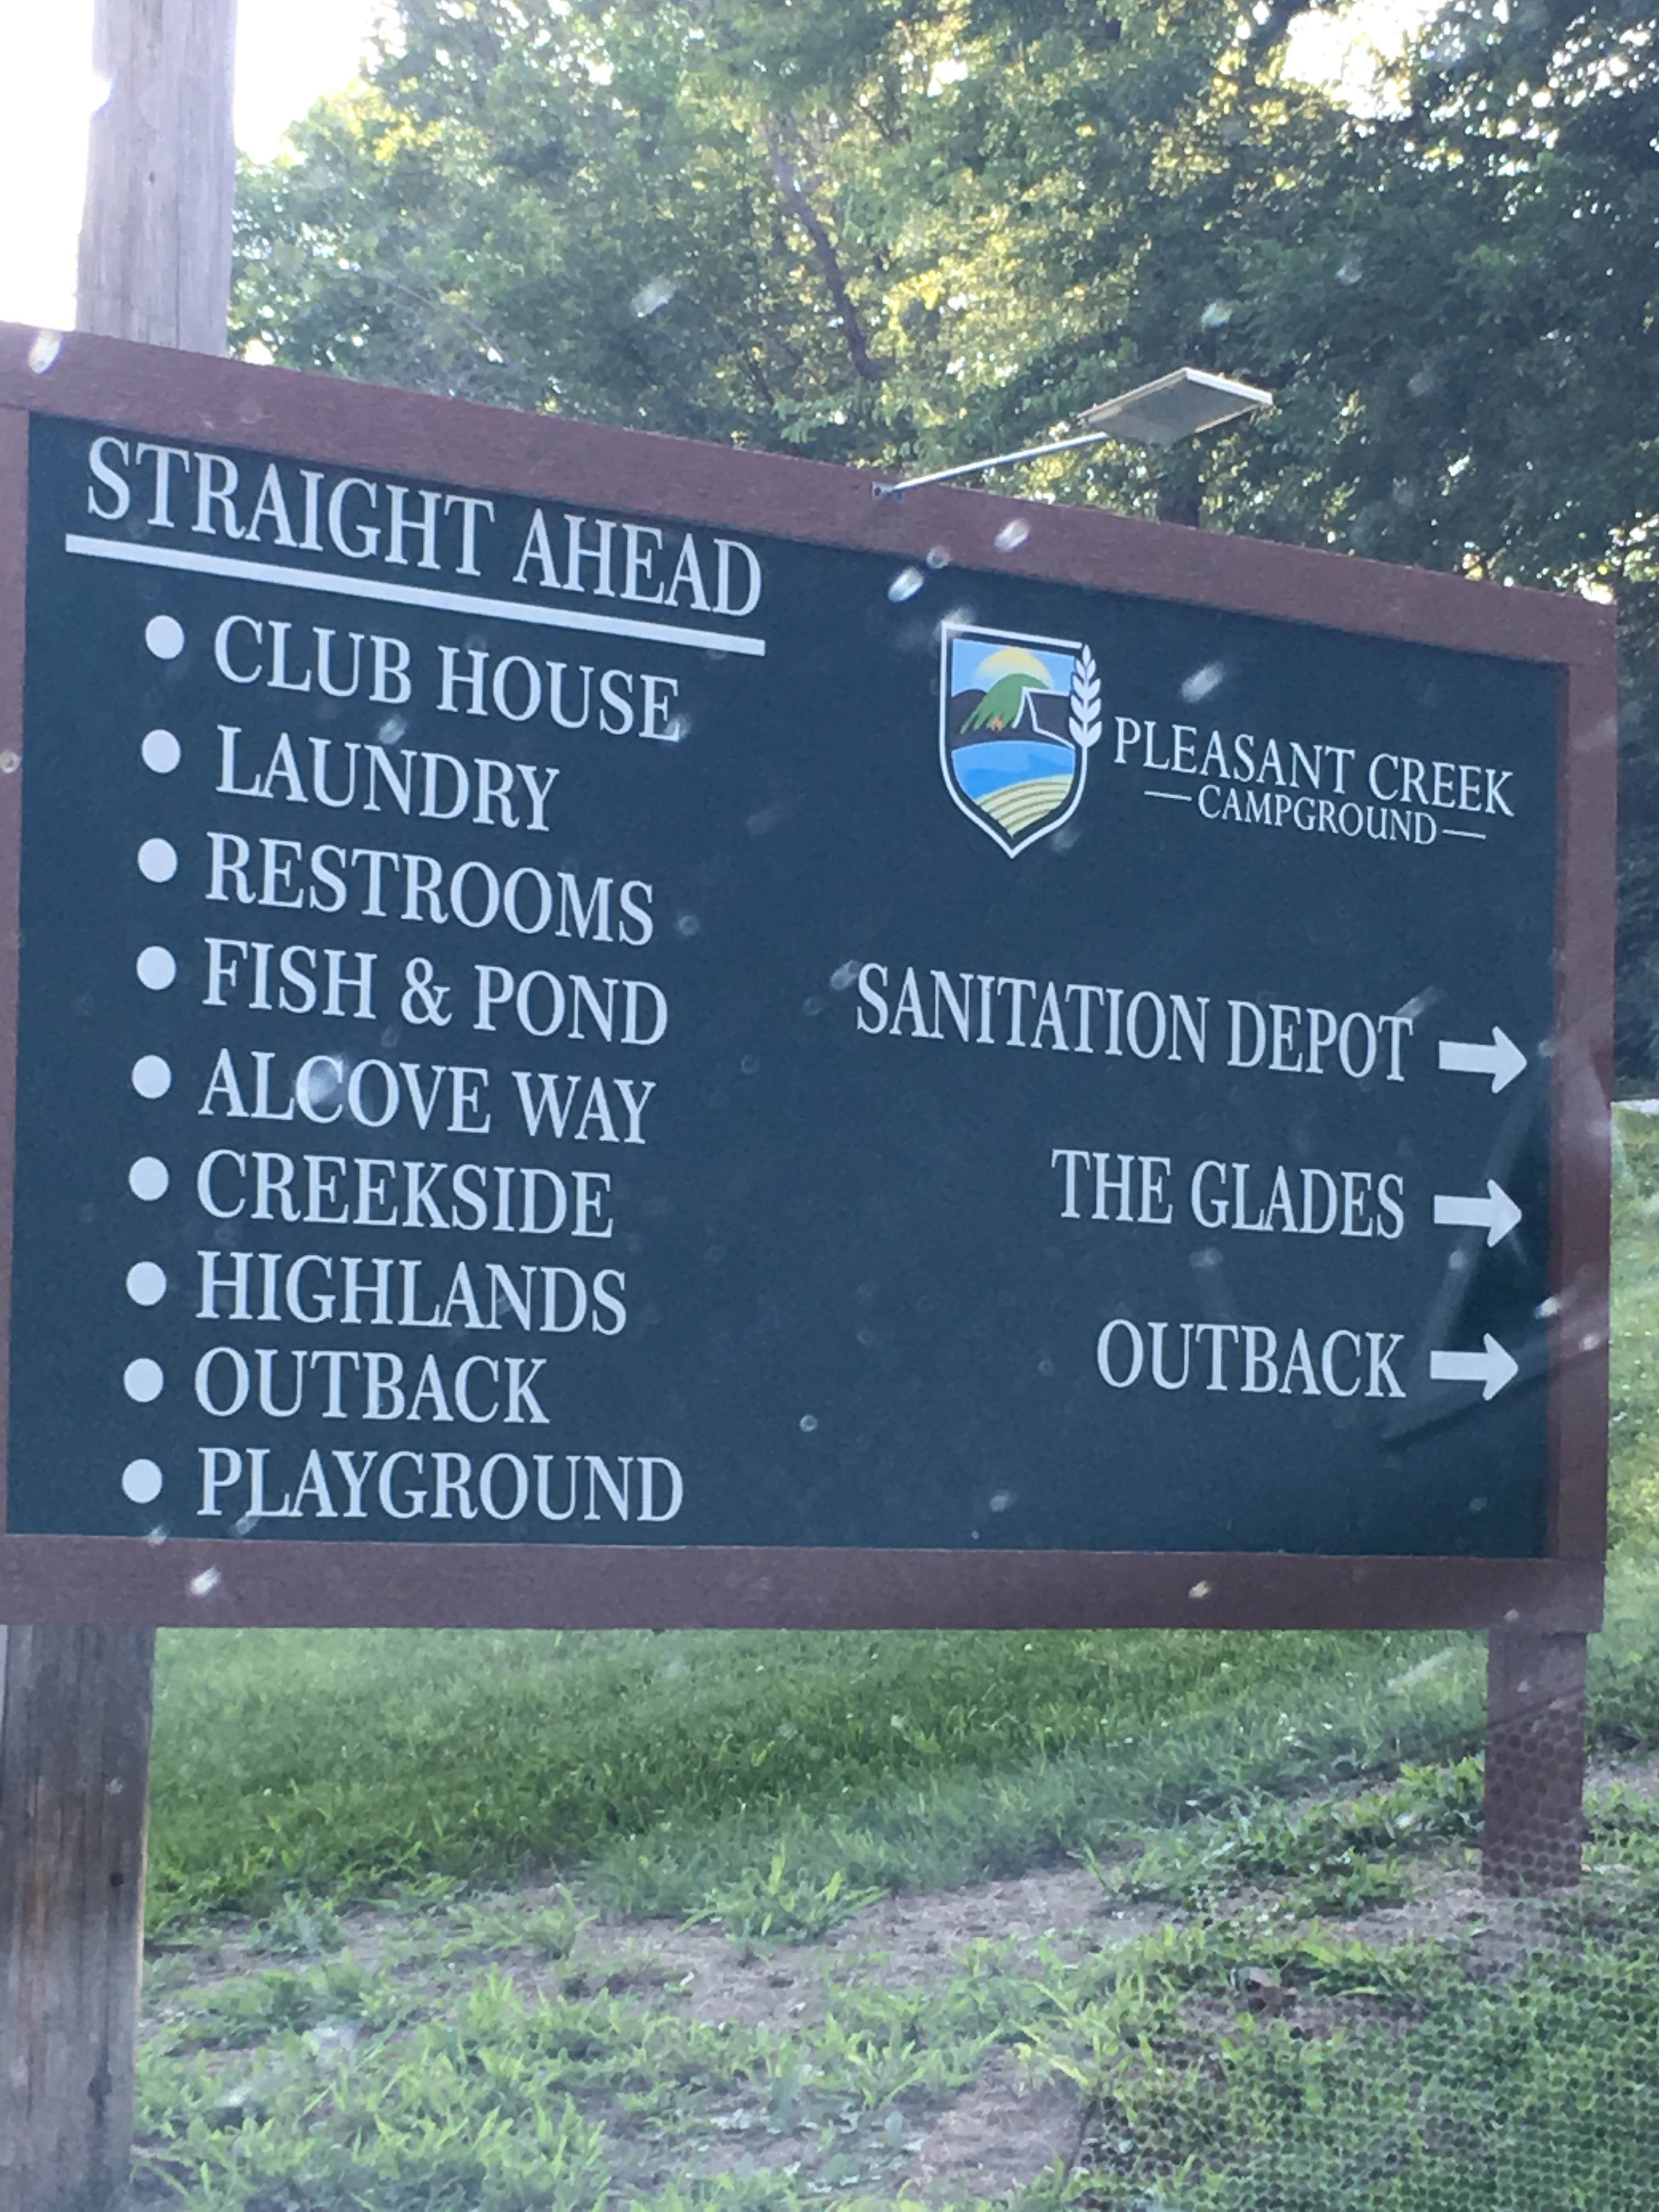 STRAIGHT AHEAD
• CLUB HOUSE
• LAUNDRY
• RESTROOMS
• FISH & POND
• ALCOVE WAY
• CREEKSIDE
• HIGHLANDS
• OUTBACK
• PLAYGROUND
PLEASANT CREEK
CAMPGROUND
SANITATION DEPOT →
THE GLADES →
OUTBACK →